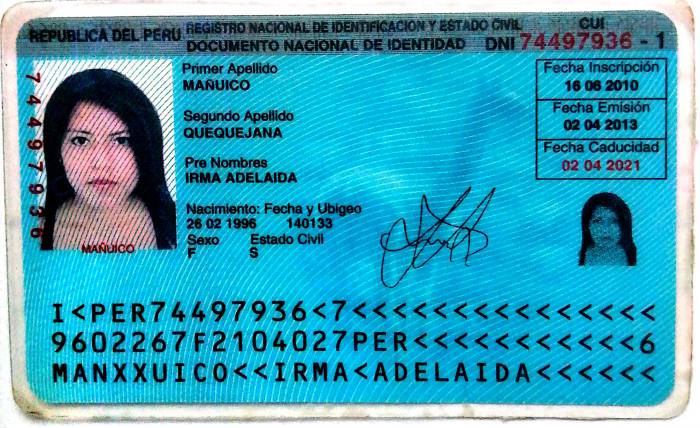 REPUBLICA DEL PERU REGISTRO NACIONAL DE IDENTIFICACION Y ESTADO CIVIL CUI
DOCUMENTO NACIONAL DE IDENTIDAD DNI 74497936 - 1
Primer Apellido
MAÑUICO
Segundo Apellido
QUEQUEJANA
Pre Nombres
IRMA ADELAIDA
Nacimiento: Fecha y Ubigeo
26 02 1996 140133
Sexo Estado Civil
F S
Fecha Inscripción
16 06 2010
Fecha Emisión
02 04 2013
Fecha Caducidad
02 04 2021
74497936
MAÑUICO
I<PER74497936<7<<<<<<<<<<<<<<<
9602267F2104027PER<<<<<<<<<<<6
MANXXUICO<<IRMA<ADELAIDA<<<<<<